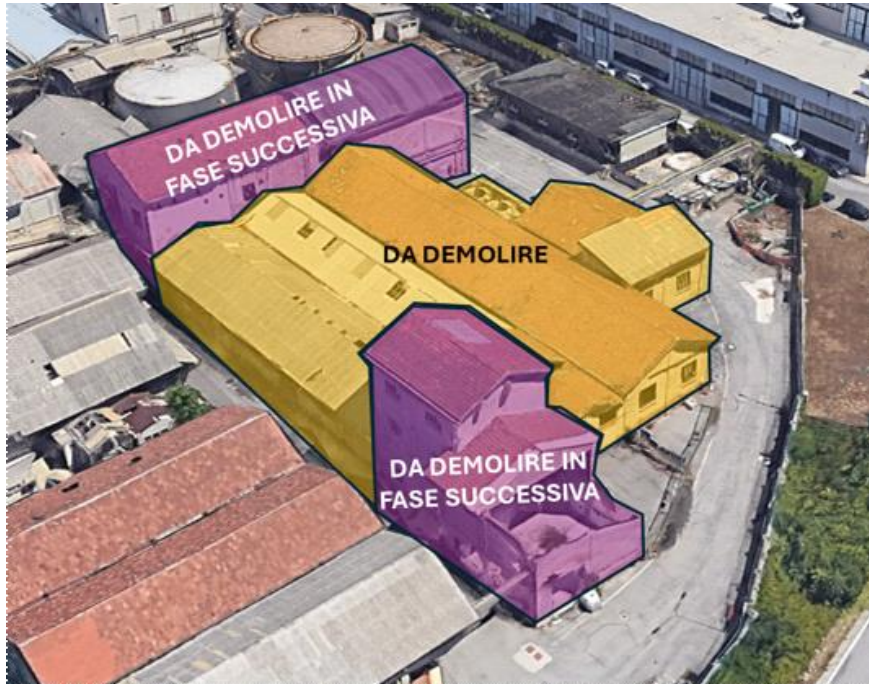 DA DEMOLIRE IN
FASE SUCCESSIVA
DA DEMOLIRE
DA DEMOLIRE IN
FASE SUCCESSIVA